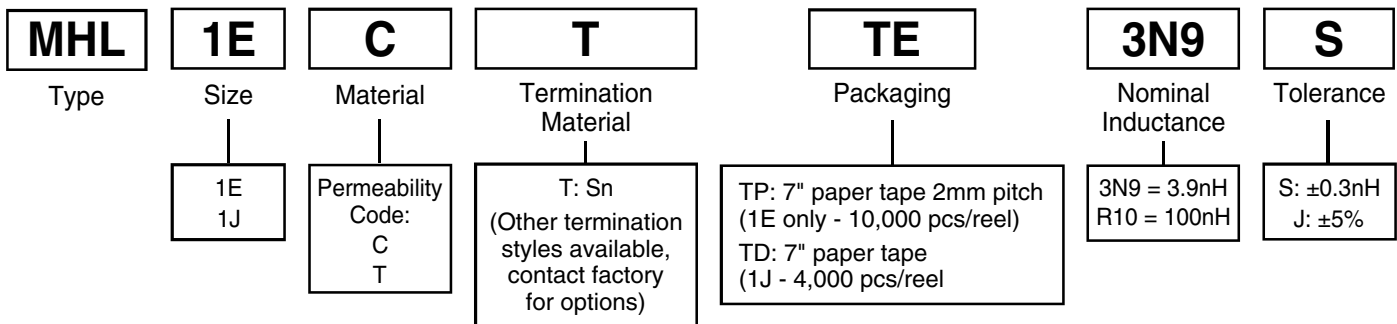 MHL 1E C T TE 3N9 S
Type Size Material Termination Material Packaging Nominal Inductance Tolerance
1E
1J
Permeability
Code:
C
T
T: Sn
(Other termination
styles available,
contact factory
for options)
TP: 7" paper tape 2mm pitch
(1E only - 10,000 pcs/reel)
TD: 7" paper tape
(1J - 4,000 pcs/reel
3N9 = 3.9nH
R10 = 100nH
S: ±0.3nH
J: ±5%